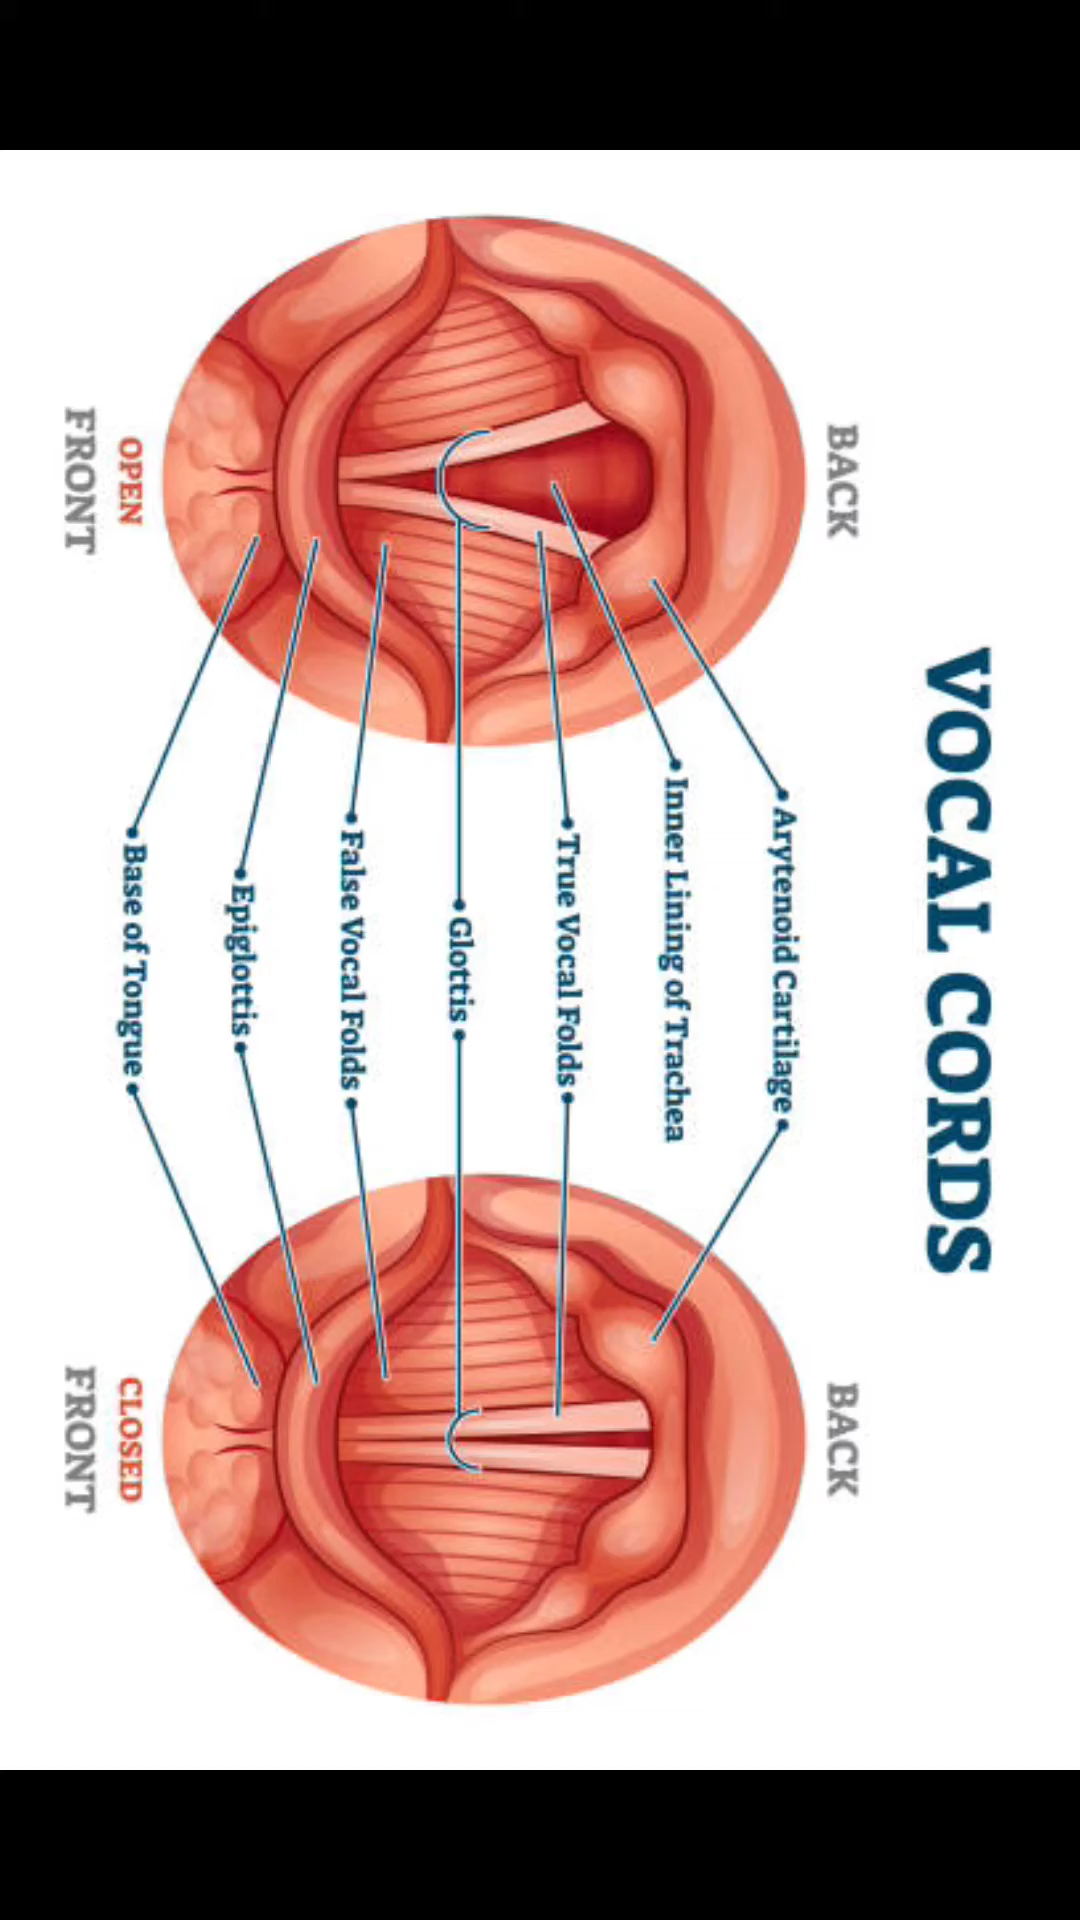 VOCAL CORDS
BACK
BACK
Arytenoid Cartilage
Inner Lining of Trachea
True Vocal Folds
Glottis
False Vocal Folds
Epiglottis
Base of Tongue
OPEN
FRONT
CLOSED
FRONT